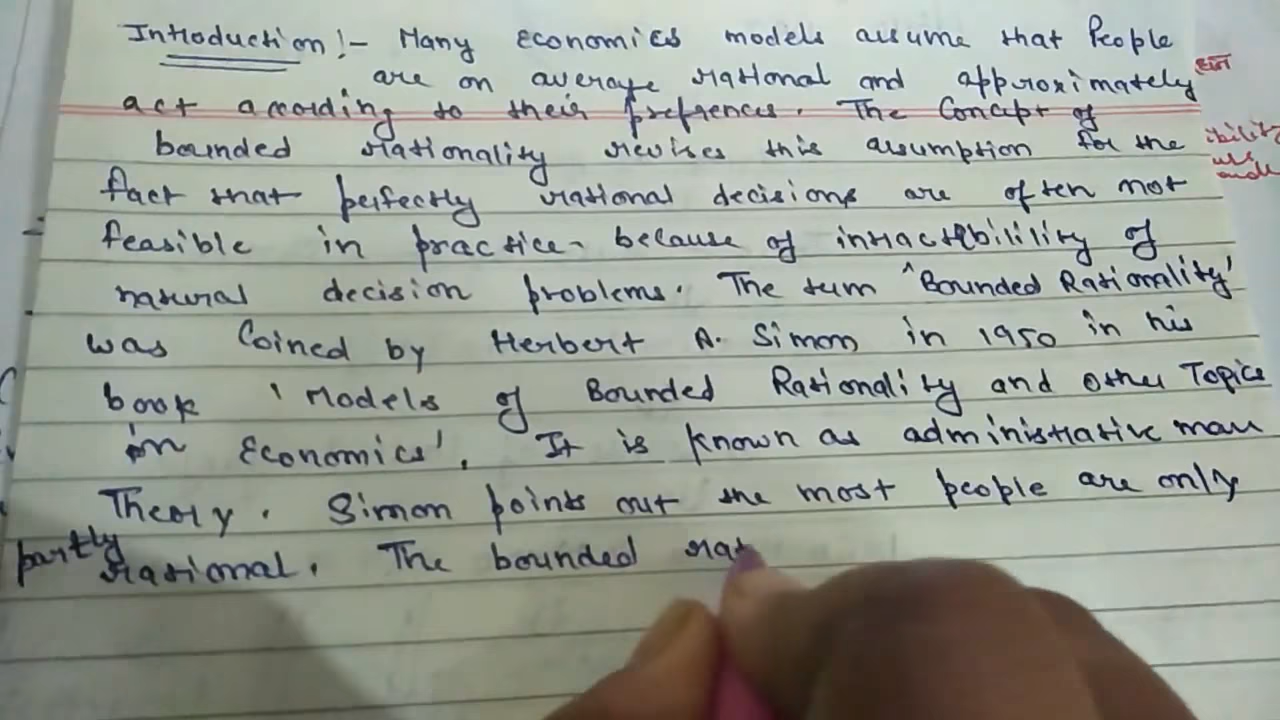 Introduction :- Many economics models assume that People
are on average rational and approximately
act according to their prefrences. The Concept of
bounded rationality revises this assumption for the
fact that perfectly rational decisions are often not
feasible in practice because of intractibilility of
natural decision problems. The term 'Bounded Rationality'
was Coined by Herbert A. Simon in 1950 in his
book 'Models of Bounded Rationality and Other Topics
in Economics'. It is known as administrative man
Theory. Simon points out the most people are only
partly rational. The bounded rat